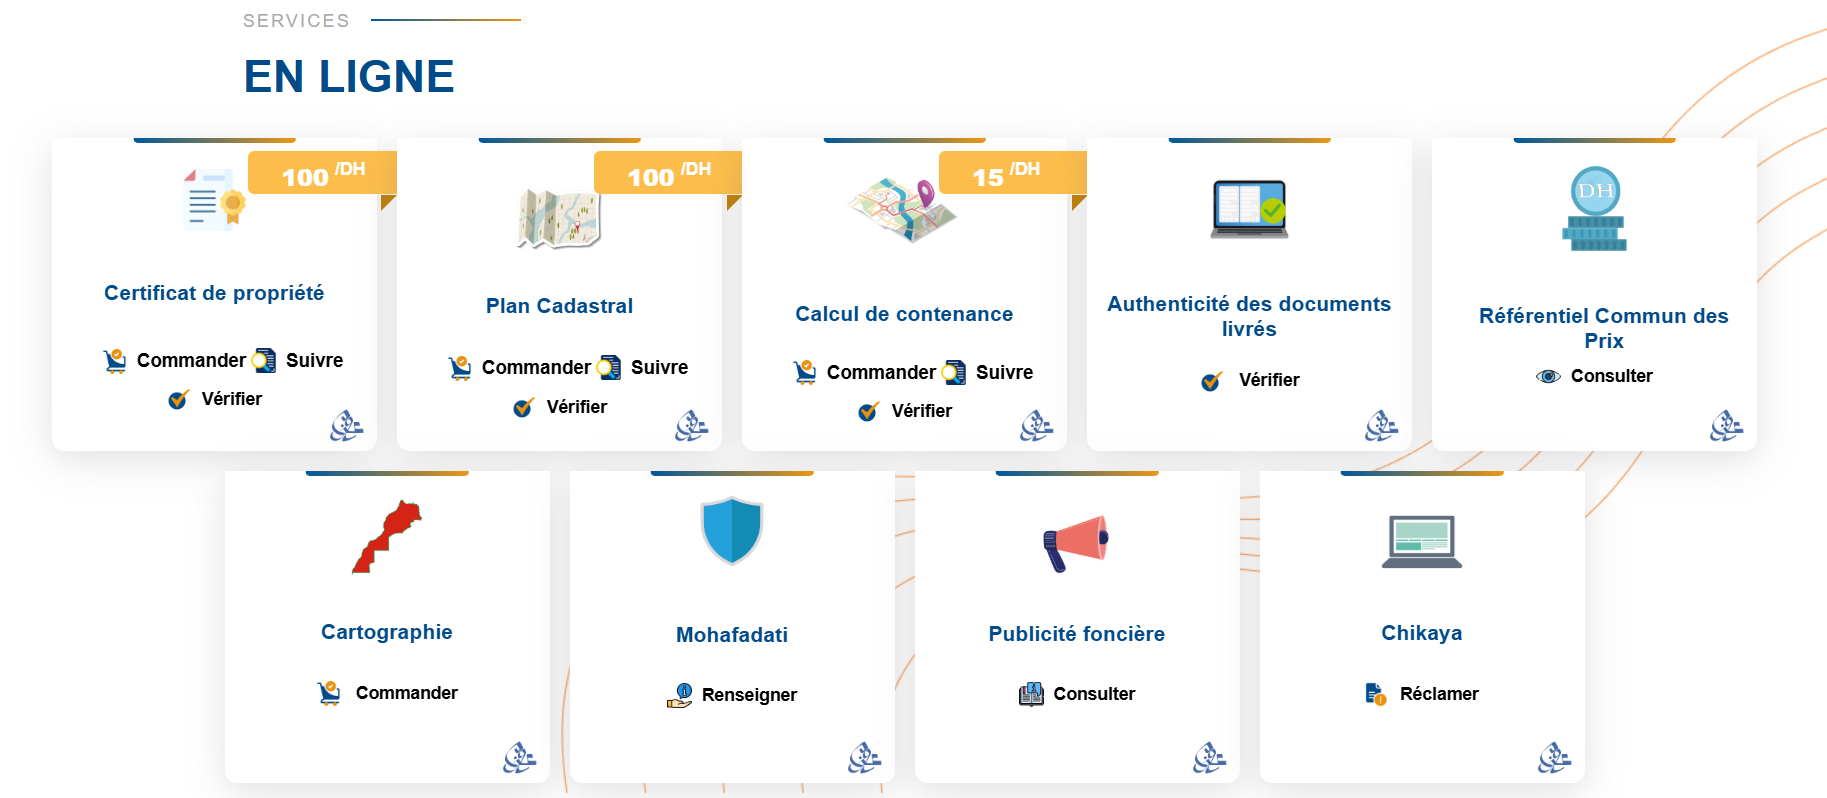 SERVICES
EN LIGNE
100 /DH
Certificat de propriété
Commander Suivre
Vérifier
100 /DH
Plan Cadastral
Commander Suivre
Vérifier
15 /DH
Calcul de contenance
Commander Suivre
Vérifier
Authenticité des documents
livrés
Vérifier
DH
Référentiel Commun des
Prix
Consulter
Cartographie
Commander
Mohafadati
Renseigner
Publicité foncière
Consulter
Chikaya
Réclamer